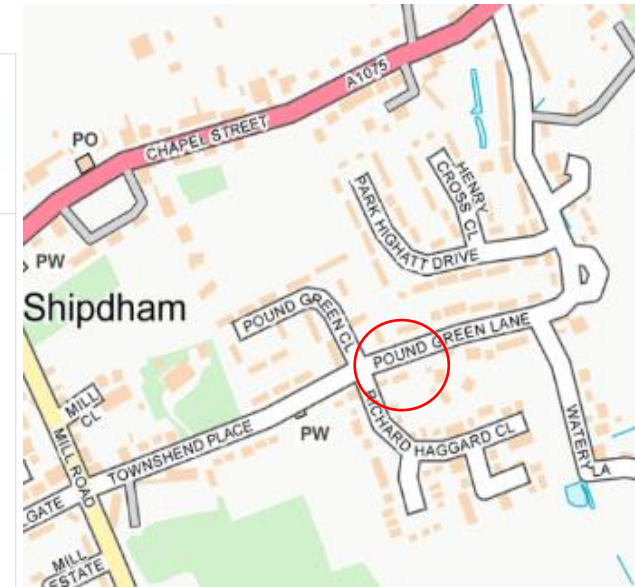 A1075
PO
CHAPEL STREET
HENRY
CROSS CL
PARK HIGHATT DRIVE
PW
Shipdham
POUND GREEN CL
POUND GREEN LANE
MILL
CL
PW
RICHARD HAGGARD CL
WATERY LA
TOWNSHEND PLACE
MILL ROAD
GATE
MILL
ESTATE